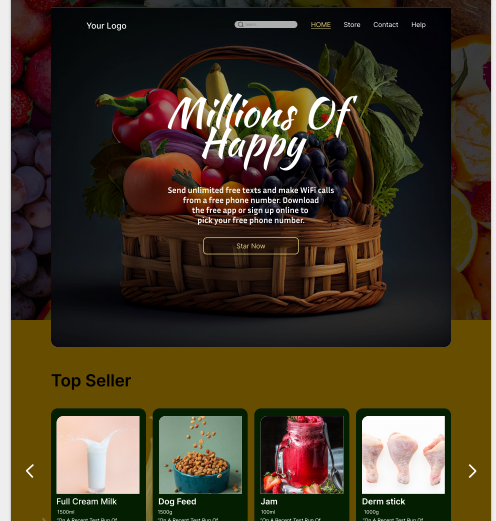 Your Logo
HOME Store Contact Help
Millions Of
Happy
Send unlimited free texts and make WiFi calls
from a free phone number. Download
the free app or sign up online to
pick your free phone number.
Star Now
Top Seller
Full Cream Milk
1500ml
Dog Feed
1500g
Jam
100ml
Derm stick
1000g
"On A Recent Test Run Of
"On A Recent Test Run Of
"On A Recent Test Run Of
"On A Recent Test Run Of